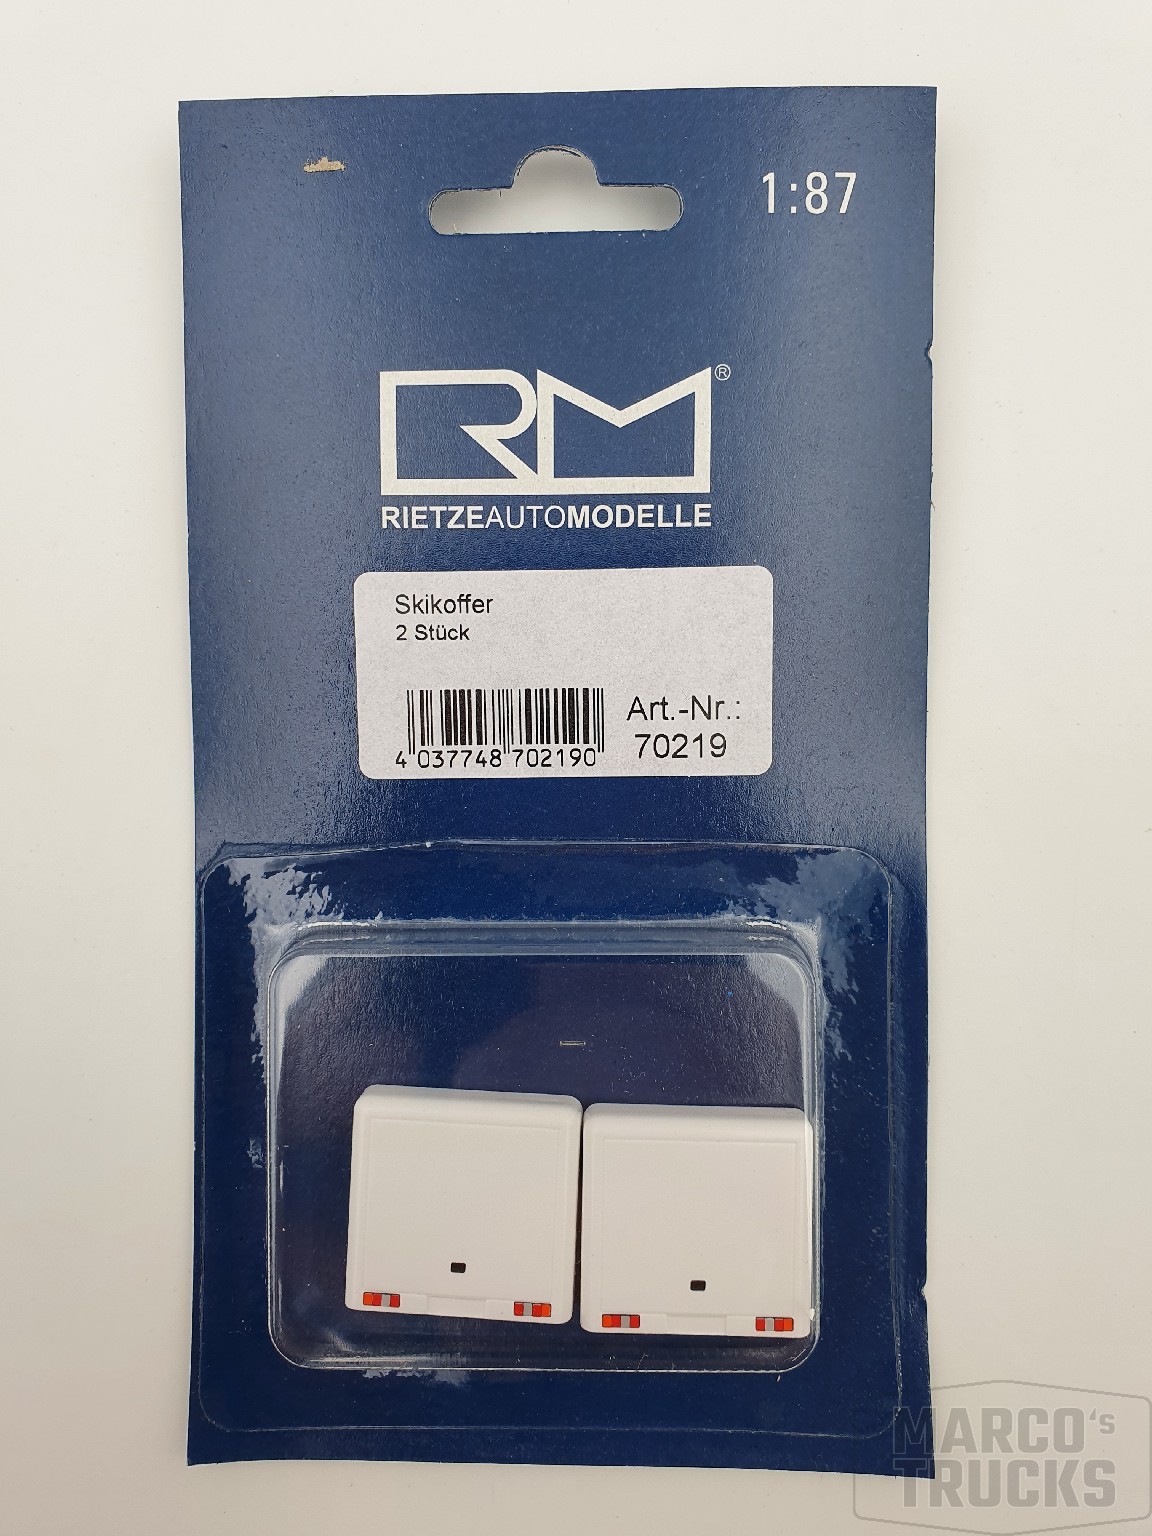 1:87
RM®
RIETZEAUTOMODELLE
Skikoffer
2 Stück
Art.-Nr.:
70219
4 037748 702190
MARCO's
TRUCKS